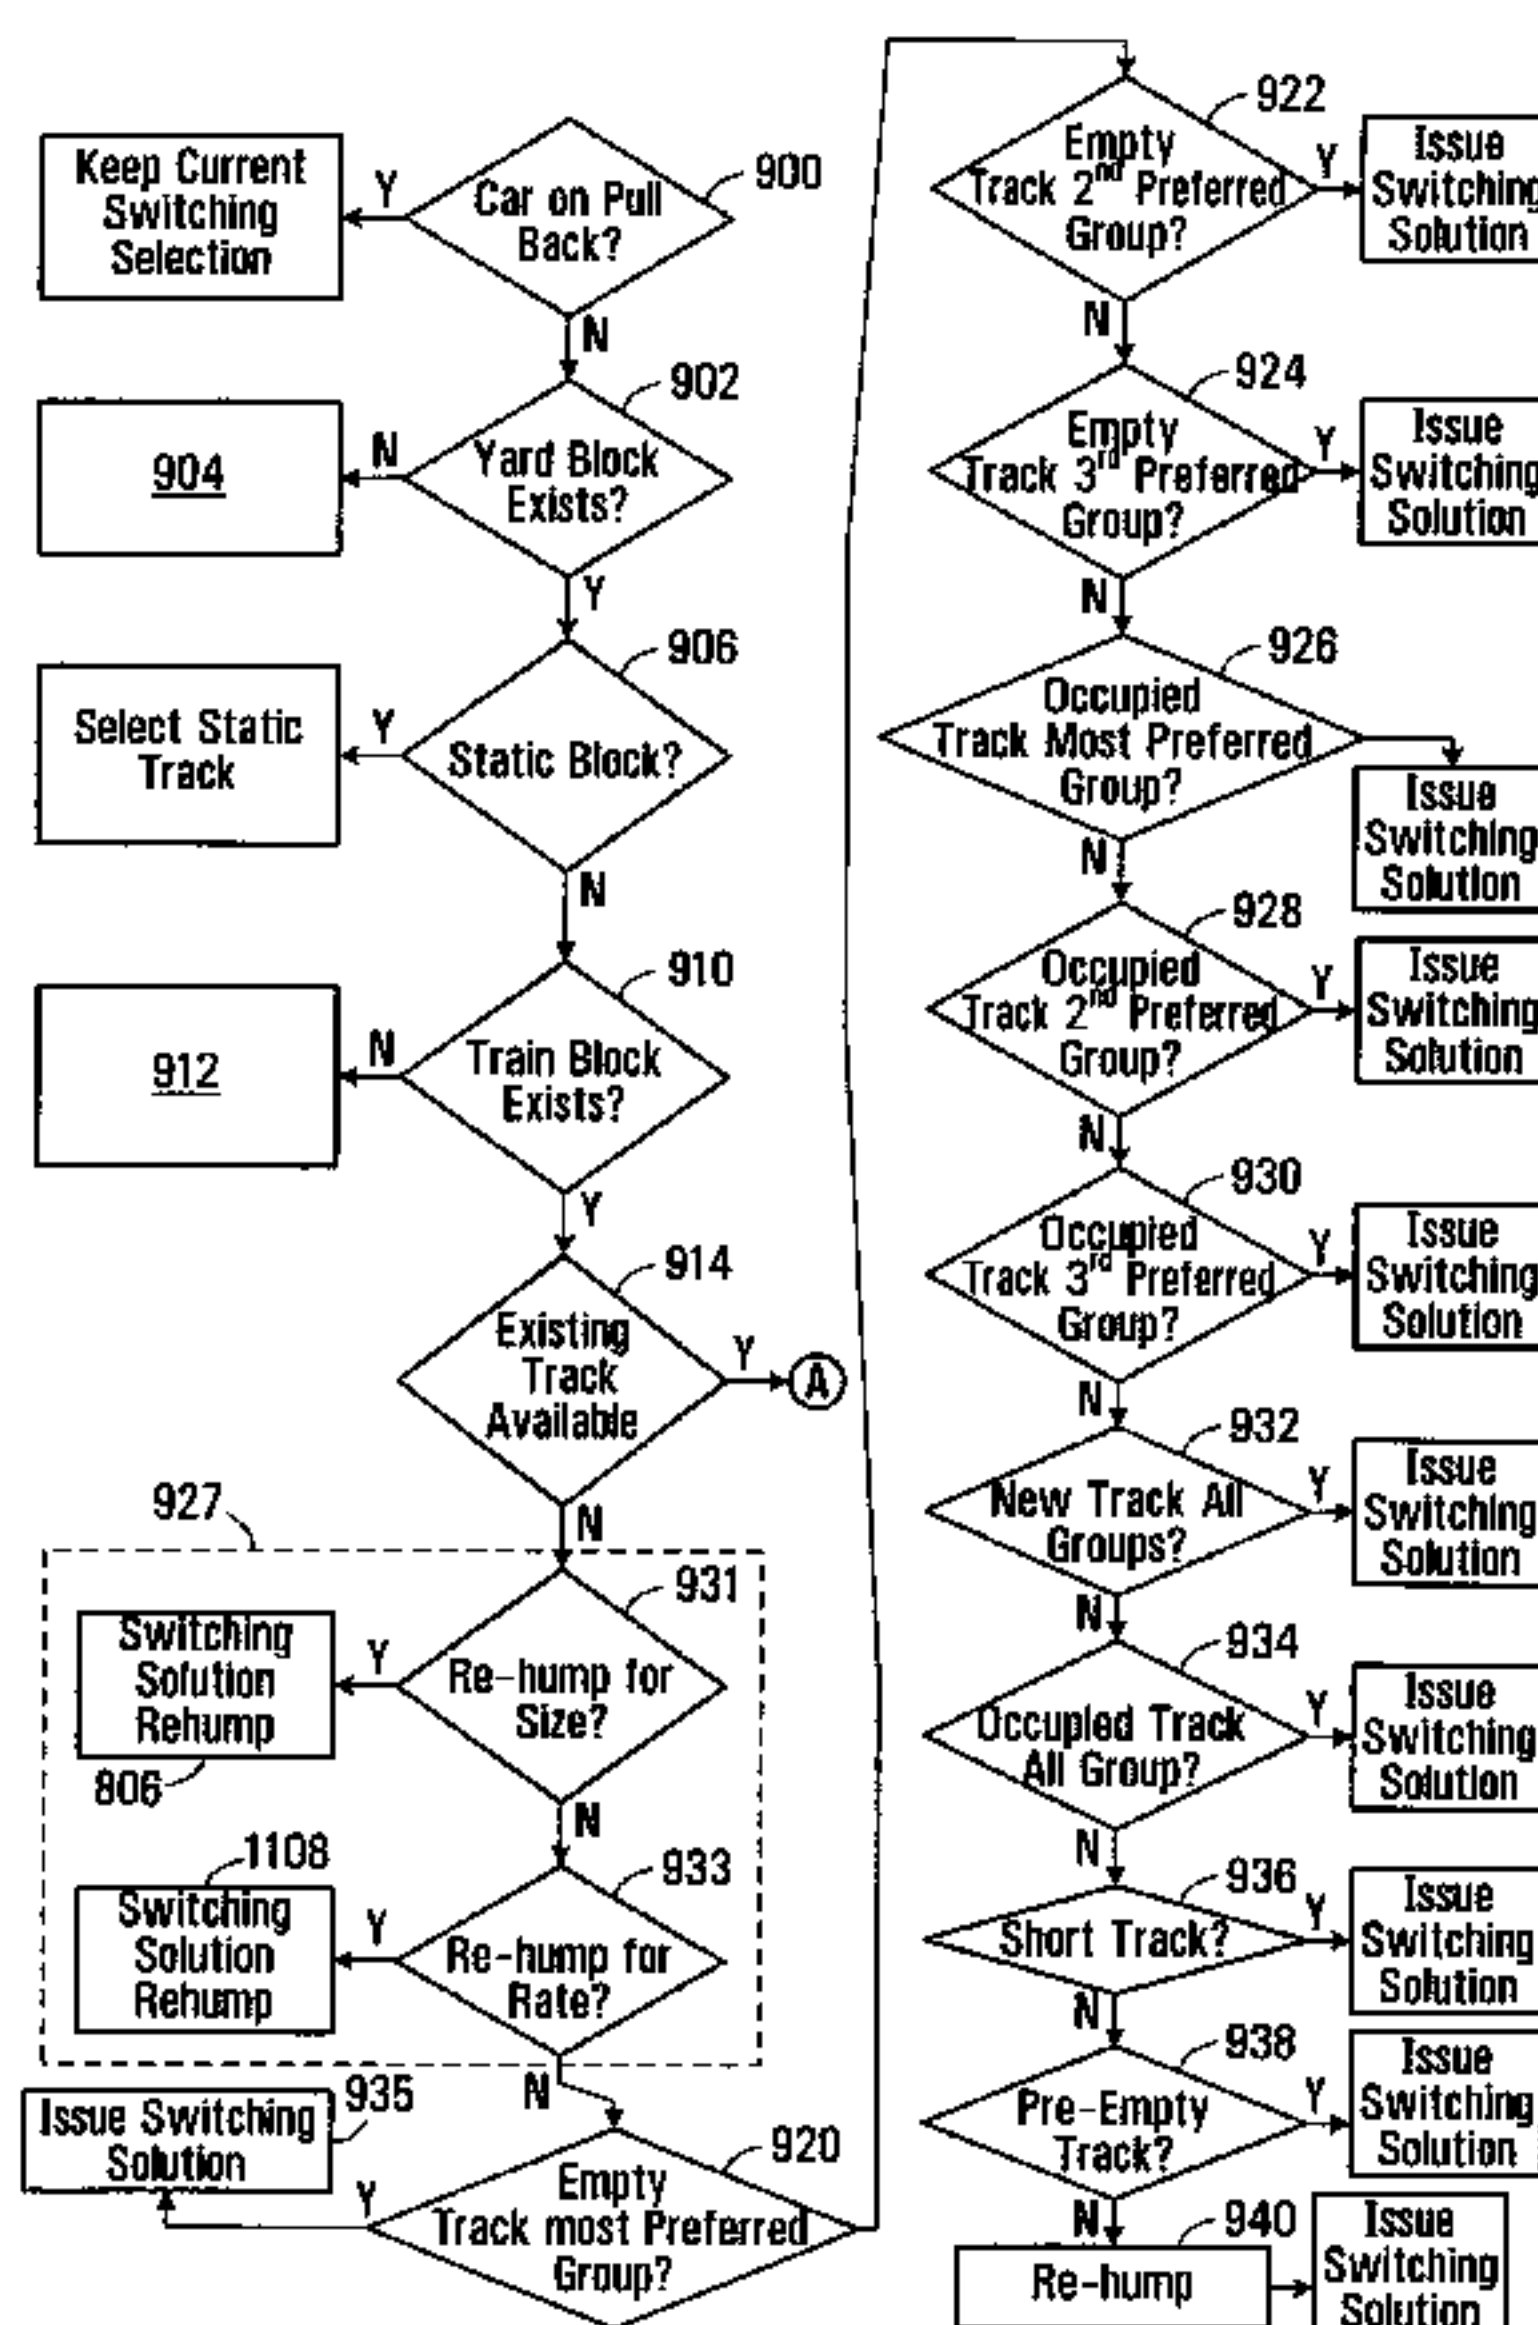 Keep Current
Switching
Selection
Y
Car on Pull
Back?
900
N
902
904
N
Yard Block
Exists?
Y
906
Select Static
Track
Y
Static Block?
N
910
912
N
Train Block
Exists?
Y
914
Existing
Track
Available
Y
A
N
927
931
Switching
Solution
Rehump
Y
Re-hump for
Size?
806
N
1108
933
Switching
Solution
Rehump
Y
Re-hump for
Rate?
N
935
Issue Switching
Solution
Y
920
Empty
Track most Preferred
Group?
922
Empty
Track 2nd Preferred
Group?
Y
Issue
Switching
Solution
N
924
Empty
Track 3rd Preferred
Group?
Y
Issue
Switching
Solution
N
926
Occupied
Track Most Preferred
Group?
Issue
Switching
Solution
N
928
Occupied
Track 2nd Preferred
Group?
Y
Issue
Switching
Solution
N
930
Occupied
Track 3rd Preferred
Group?
Y
Issue
Switching
Solution
N
932
New Track All
Groups?
Y
Issue
Switching
Solution
N
934
Occupied Track
All Group?
Y
Issue
Switching
Solution
N
936
Short Track?
Y
Issue
Switching
Solution
N
938
Pre-Empty
Track?
Y
Issue
Switching
Solution
N
940
Re-hump
Issue
Switching
Solution